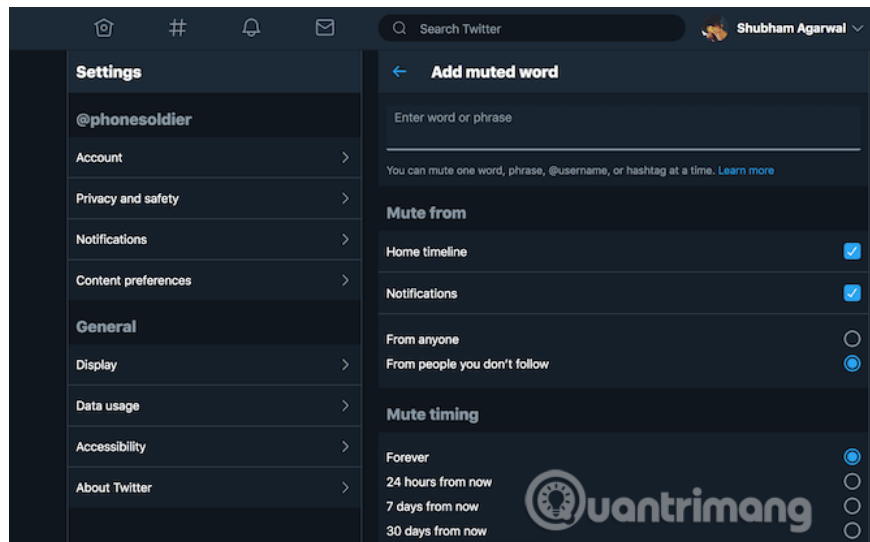 Search Twitter
Shubham Agarwal
Settings
@phonesoldier
Account
Privacy and safety
Notifications
Content preferences
General
Display
Data usage
Accessibility
About Twitter
Add muted word
Enter word or phrase
You can mute one word, phrase, @username, or hashtag at a time. Learn more
Mute from
Home timeline
Notifications
From anyone
From people you don't follow
Mute timing
Forever
24 hours from now
7 days from now
30 days from now
Quantrimang